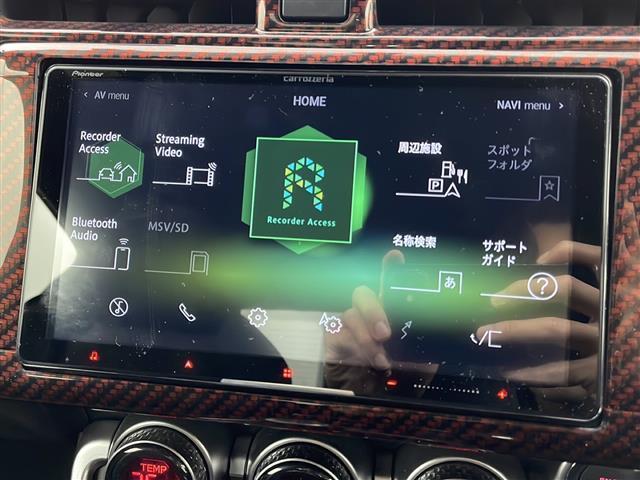 Pioneer
carrozzeria
AV menu
HOME
NAVI menu
Recorder
Access
Streaming
Video
Recorder Access
周辺施設
スポット
フォルダ
Bluetooth
Audio
MSV/SD
名称検索
あ
サポート
ガイド
P
/E
TEMP